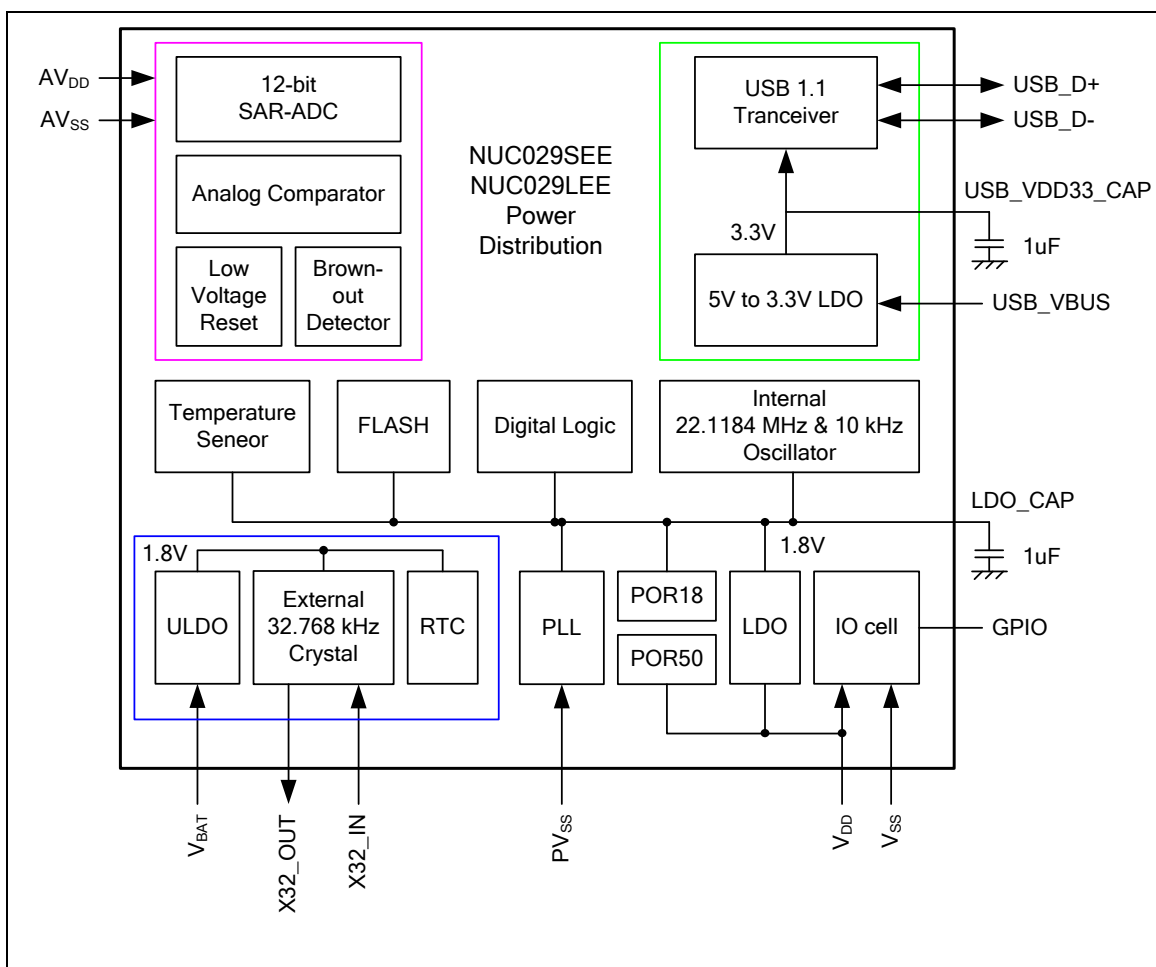 AVDD
AVSS
12-bit
SAR-ADC
Analog Comparator
Low
Voltage
Reset
Brown-
out
Detector
NUC029SEE
NUC029LEE
Power
Distribution
USB 1.1
Tranceiver
USB_D+
USB_D-
USB_VDD33_CAP
1uF
3.3V
5V to 3.3V LDO
USB_VBUS
Temperature
Seneor
FLASH
Digital Logic
Internal
22.1184 MHz & 10 kHz
Oscillator
LDO_CAP
1uF
1.8V
ULDO
External
32.768 kHz
Crystal
RTC
PLL
POR18
POR50
1.8V
LDO
IO cell
GPIO
VBAT
X32_OUT
X32_IN
PVSS
VDD
VSS